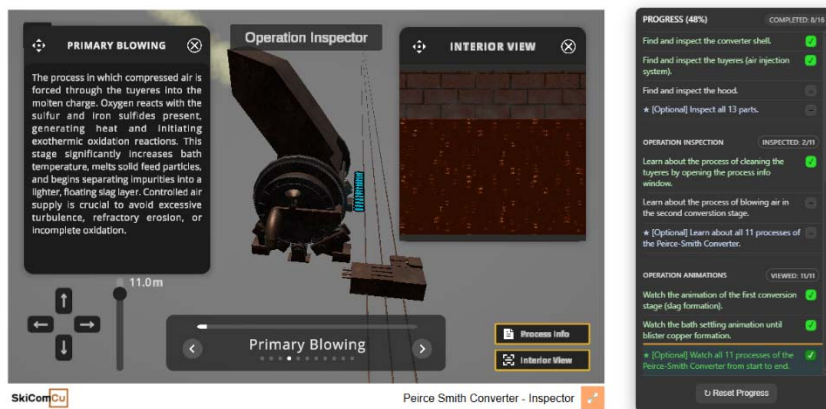 PRIMARY BLOWING
The process in which compressed air is
forced through the tuyeres into the
molten charge. Oxygen reacts with the
sulfur and iron sulfides present,
generating heat and initiating
exothermic oxidation reactions. This
stage significantly increases bath
temperature, melts solid feed particles,
and begins separating impurities into a
lighter, floating slag layer. Controlled air
supply is crucial to avoid excessive
turbulence, refractory erosion, or
incomplete oxidation.
Operation Inspector
INTERIOR VIEW
11.0m
Primary Blowing
Process Info
Interior View
SkiComCu
Peirce Smith Converter - Inspector
PROGRESS (48%)
COMPLETED: 8/16
Find and inspect the converter shell.
Find and inspect the tuyeres (air injection
system).
Find and inspect the hood.
★ [Optional] Inspect all 13 parts.
OPERATION INSPECTION
INSPECTED: 2/11
Learn about the process of cleaning the
tuyeres by opening the process info
window.
Learn about the process of blowing air in
the second converstion stage.
★ [Optional] Learn about all 11 processes of
the Peirce-Smith Converter.
OPERATION ANIMATIONS
VIEWED: 11/11
Watch the animation of the first conversion
stage (slag formation).
Watch the bath settling animation until
blister copper formation.
★ [Optional] Watch all 11 processes of the
Peirce-Smith Converter from start to end.
↻ Reset Progress